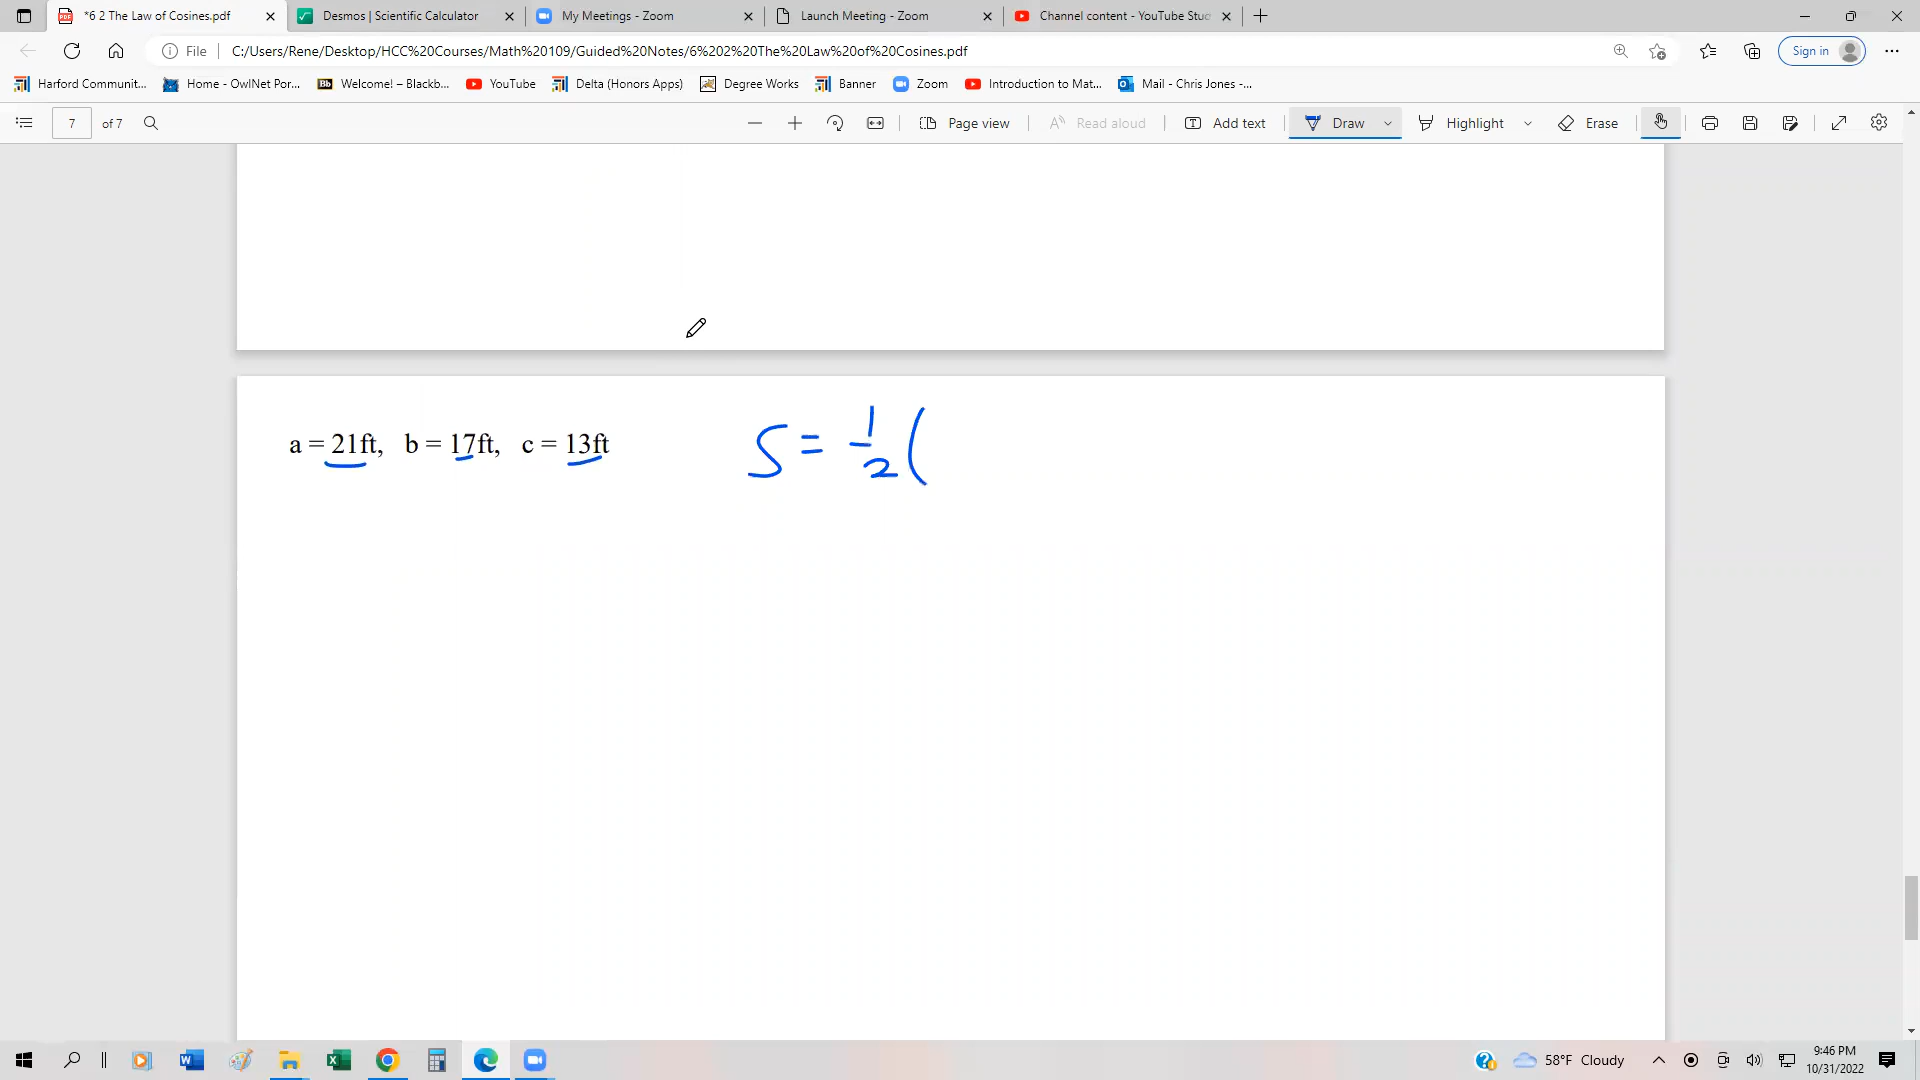 *6 2 The Law of Cosines.pdf
Desmos | Scientific Calculator
My Meetings - Zoom
Launch Meeting - Zoom
Channel content - YouTube Stud
File
C:/Users/Rene/Desktop/HCC%20Courses/Math%20109/Guided%20Notes/6%202%20The%20Law%20of%20Cosines.pdf
Sign in
Harford Communit...
Home - OwlNet Por...
Bb Welcome! – Blackb...
YouTube
Delta (Honors Apps)
Degree Works
Banner
Zoom
Introduction to Mat...
Mail - Chris Jones -...
7 of 7
Page view
Read aloud
Add text
Draw
Highlight
Erase
a = 21ft, b = 17ft, c = 13ft
S = 1/2 (
58°F Cloudy
9:46 PM
10/31/2022